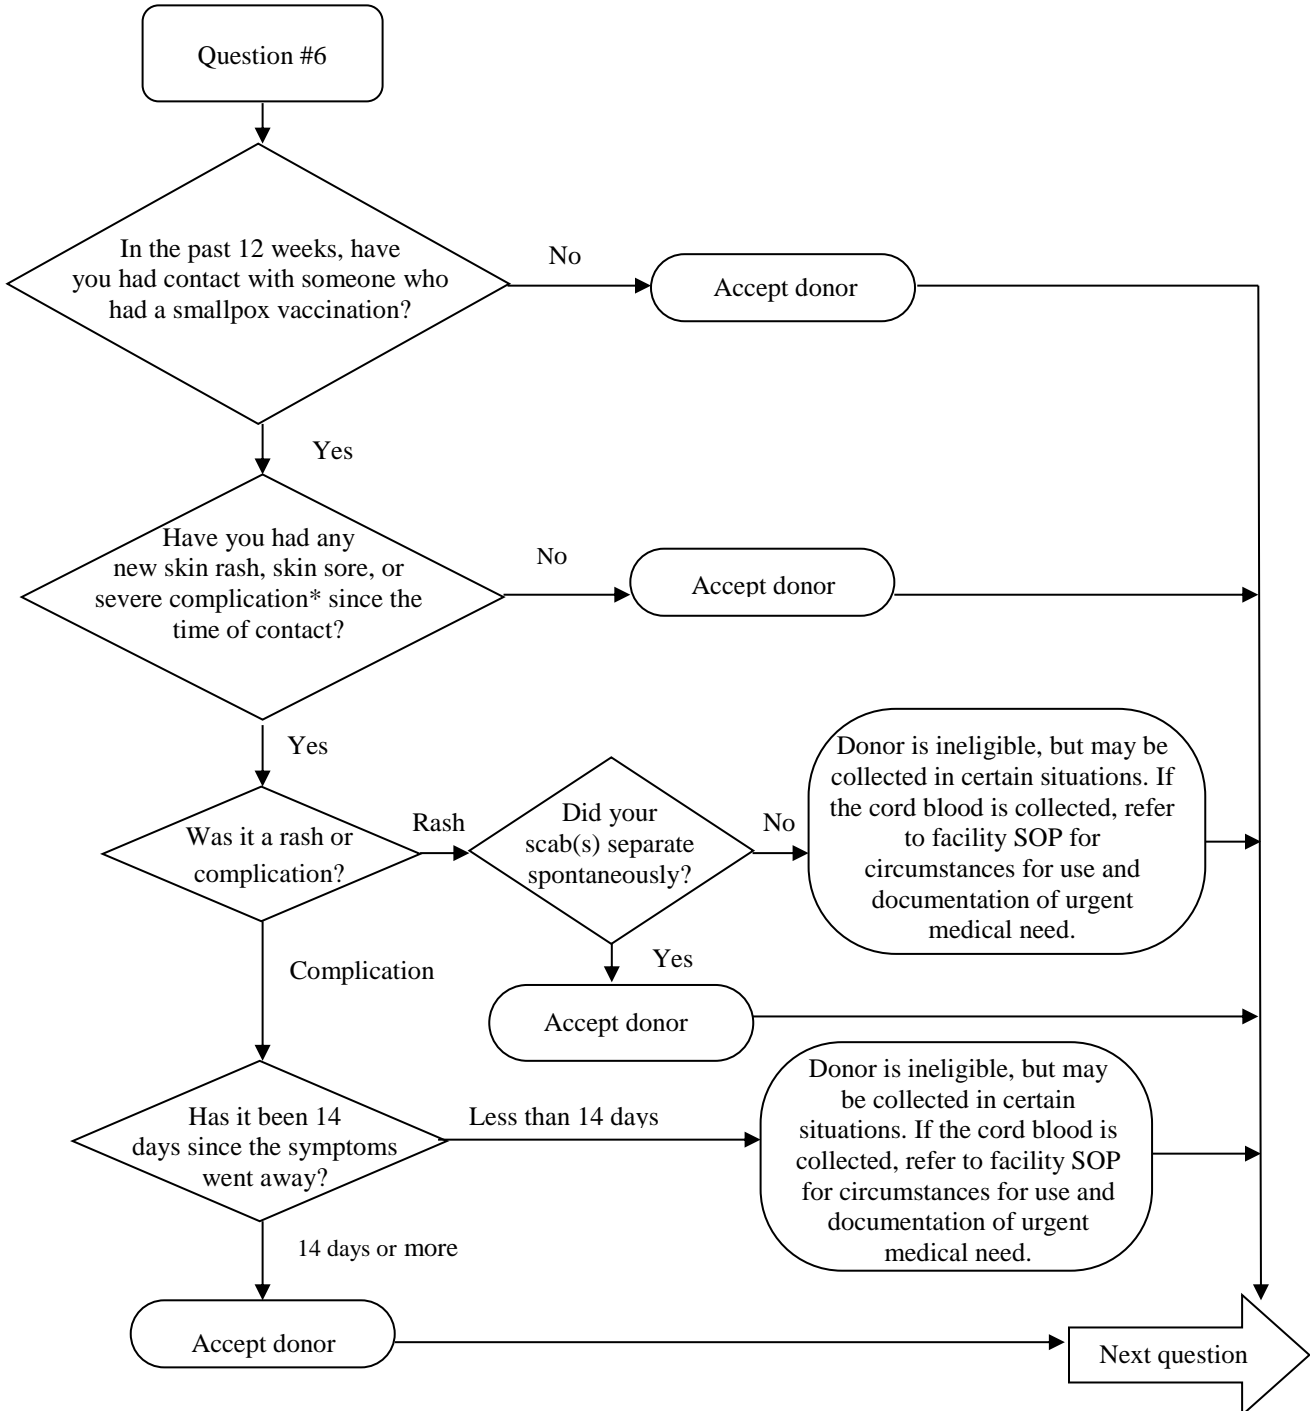 Question #6
In the past 12 weeks, have
you had contact with someone who
had a smallpox vaccination?
No
Accept donor
Yes
Have you had any
new skin rash, skin sore, or
severe complication* since the
time of contact?
No
Accept donor
Yes
Was it a rash or
complication?
Rash
Did your
scab(s) separate
spontaneously?
No
Donor is ineligible, but may be
collected in certain situations. If
the cord blood is collected, refer
to facility SOP for
circumstances for use and
documentation of urgent
medical need.
Yes
Accept donor
Complication
Has it been 14
days since the symptoms
went away?
Less than 14 days
Donor is ineligible, but may
be collected in certain
situations. If the cord blood is
collected, refer to facility SOP
for circumstances for use and
documentation of urgent
medical need.
14 days or more
Accept donor
Next question